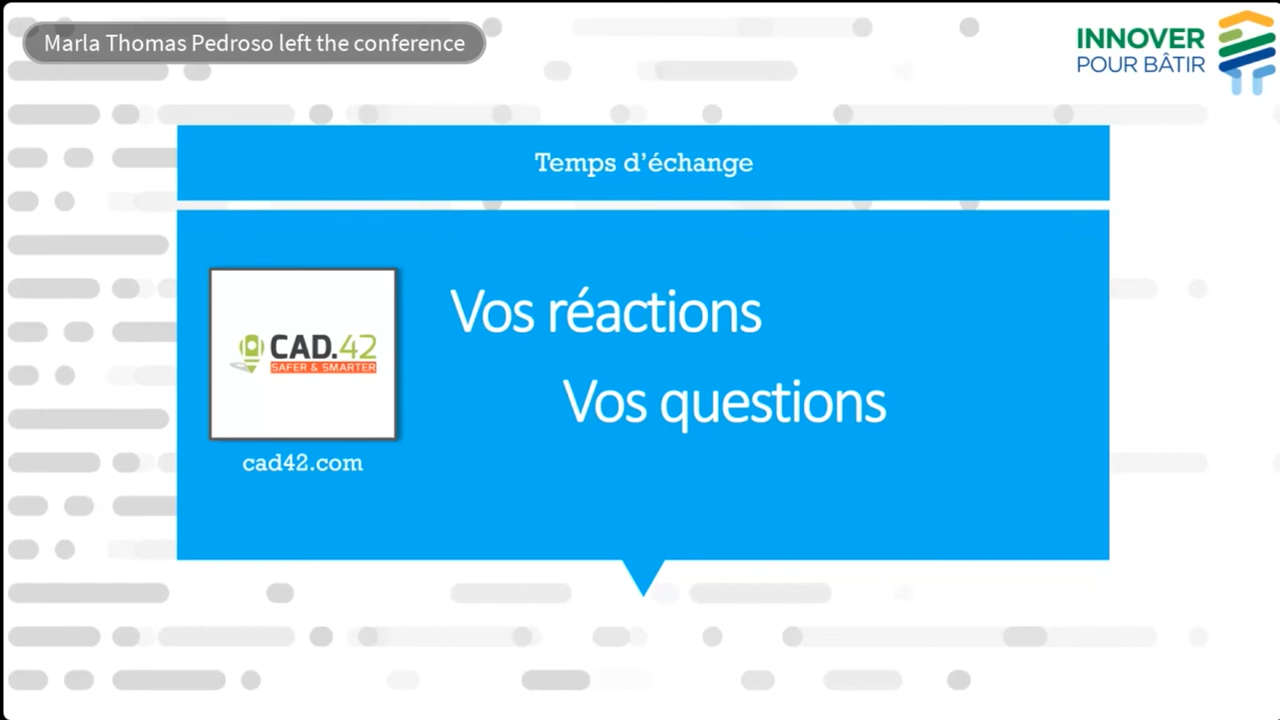 Marla Thomas Pedroso left the conference
INNOVER
POUR BÂTIR
Temps d’échange
Vos réactions
Vos questions
CAD.42
SAFER & SMARTER
cad42.com